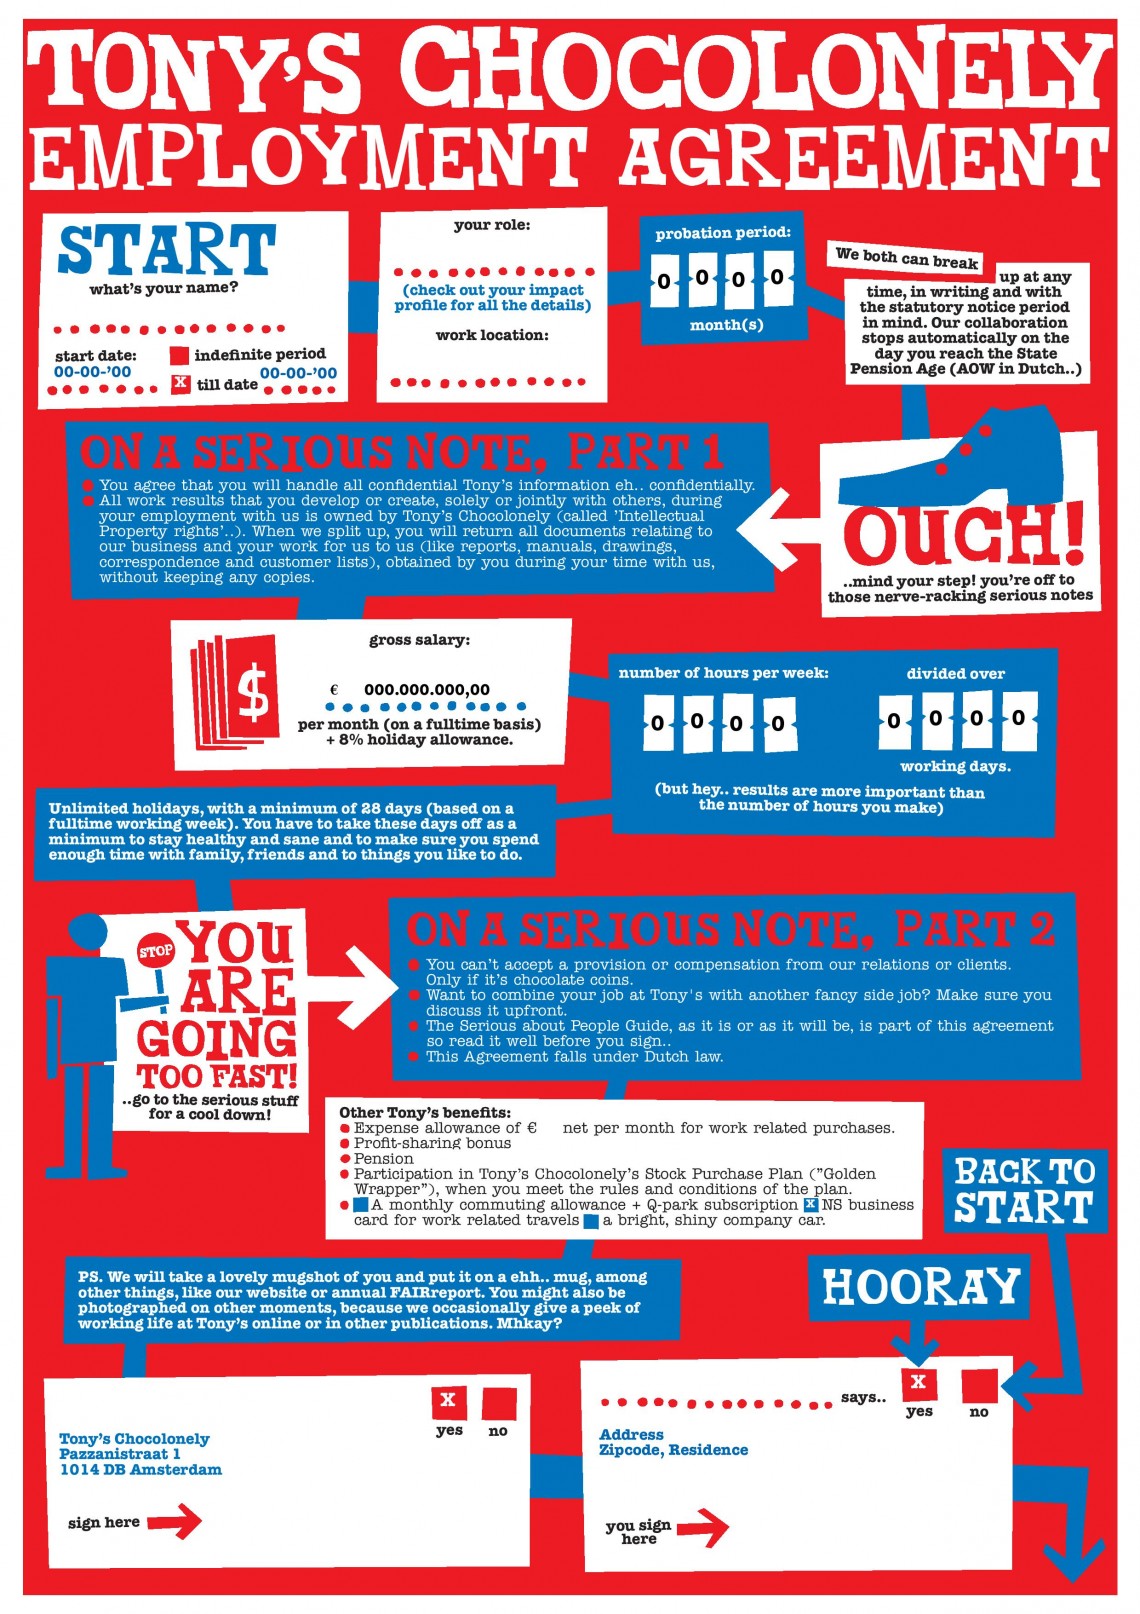 TONY'S CHOCOLONELY
EMPLOYMENT AGREEMENT
START
what's your name?
start date:
00-00-'00
indefinite period
X till date
00-00-'00
your role:
(check out your impact
profile for all the details)
work location:
probation period:
0 0 0 0
month(s)
We both can break
up at any
time, in writing and with
the statutory notice period
in mind. Our collaboration
stops automatically on the
day you reach the State
Pension Age (AOW in Dutch..)
OUCH!
..mind your step! you're off to
those nerve-racking serious notes
ON A SERIOUS NOTE, PART 1
You agree that you will handle all confidential Tony's information eh.. confidentially.
All work results that you develop or create, solely or jointly with others, during
your employment with us is owned by Tony's Chocolonely (called 'Intellectual
Property rights'..). When we split up, you will return all documents relating to
our business and your work for us to us (like reports, manuals, drawings,
correspondence and customer lists), obtained by you during your time with us,
without keeping any copies.
$
gross salary:
€ 000.000.000,00
per month (on a fulltime basis)
+ 8% holiday allowance.
number of hours per week:
0 0 0 0
divided over
0 0 0 0
working days.
(but hey.. results are more important than
the number of hours you make)
Unlimited holidays, with a minimum of 28 days (based on a
fulltime working week). You have to take these days off as a
minimum to stay healthy and sane and to make sure you spend
enough time with family, friends and to things you like to do.
STOP
YOU
ARE
GOING
TOO FAST!
..go to the serious stuff
for a cool down!
ON A SERIOUS NOTE, PART 2
You can't accept a provision or compensation from our relations or clients.
Only if it's chocolate coins.
Want to combine your job at Tony's with another fancy side job? Make sure you
discuss it upfront.
The Serious about People Guide, as it is or as it will be, is part of this agreement
so read it well before you sign..
This Agreement falls under Dutch law.
Other Tony's benefits:
Expense allowance of € net per month for work related purchases.
Profit-sharing bonus
Pension
Participation in Tony's Chocolonely's Stock Purchase Plan ("Golden
Wrapper"), when you meet the rules and conditions of the plan.
A monthly commuting allowance + Q-park subscription X NS business
card for work related travels a bright, shiny company car.
BACK TO
START
HOORAY
PS. We will take a lovely mugshot of you and put it on a ehh.. mug, among
other things, like our website or annual FAIRreport. You might also be
photographed on other moments, because we occasionally give a peek of
working life at Tony's online or in other publications. Mhkay?
X
yes no
Tony's Chocolonely
Pazzanistraat 1
1014 DB Amsterdam
sign here
says.. X
yes no
Address
Zipcode, Residence
you sign
here